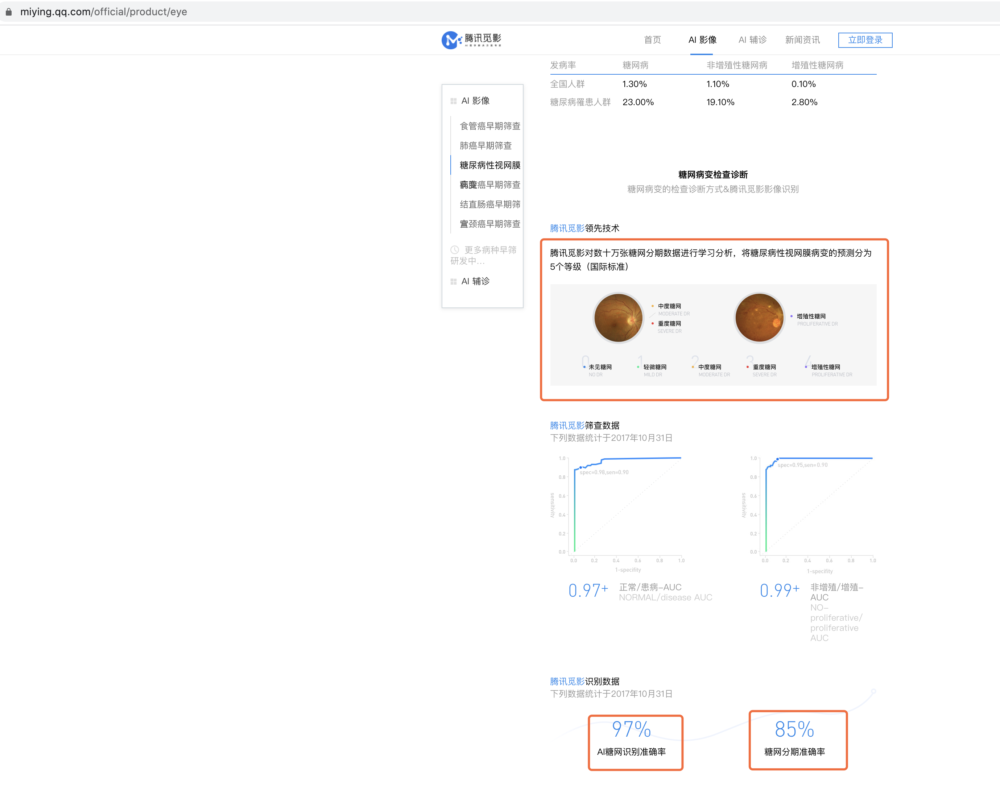 miying.qq.com/official/product/eye
腾讯觅影
AI医学解决方案专家
首页
AI 影像
AI 辅诊
新闻资讯
立即登录
AI 影像
食管癌早期筛查
肺癌早期筛查
糖尿病性视网膜
病变
癌早期筛查
结直肠癌早期筛
宫颈癌早期筛查
更多病种早筛
研发中...
AI 辅诊
发病率 糖网病 非增殖性糖网病 增殖性糖网病
全国人群 1.30% 1.10% 0.10%
糖尿病罹患人群 23.00% 19.10% 2.80%
糖网病变检查诊断
糖网病变的检查诊断方式&腾讯觅影影像识别
腾讯觅影领先技术
腾讯觅影对数十万张糖网分期数据进行学习分析，将糖尿病性视网膜病变的预测分为
5个等级（国际标准）
中度糖网
MODERATE DR
重度糖网
SEVERE DR
增殖性糖网
PROLIFERATIVE DR
0 1 2 3 4
未见糖网 轻微糖网 中度糖网 重度糖网 增殖性糖网
NO DR MILD DR MODERATE DR SEVERE DR PROLIFERATIVE DR
腾讯觅影筛查数据
下列数据统计于2017年10月31日
1.0
spec=0.98,sen=0.90
0.8
0.6
sensitivity
0.4
0.2
0.0
0.0 0.2 0.4 0.6 0.8 1.0
1-specifity
0.97+
正常/患病-AUC
NORMAL/disease AUC
1.0
spec=0.95,sen=0.90
0.8
0.6
sensitivity
0.4
0.2
0.0
0.0 0.2 0.4 0.6 0.8 1.0
1-specifity
0.99+
非增殖/增殖-
AUC
NO-
proliferative/
proliferative
AUC
腾讯觅影识别数据
下列数据统计于2017年10月31日
97%
AI糖网识别准确率
85%
糖网分期准确率